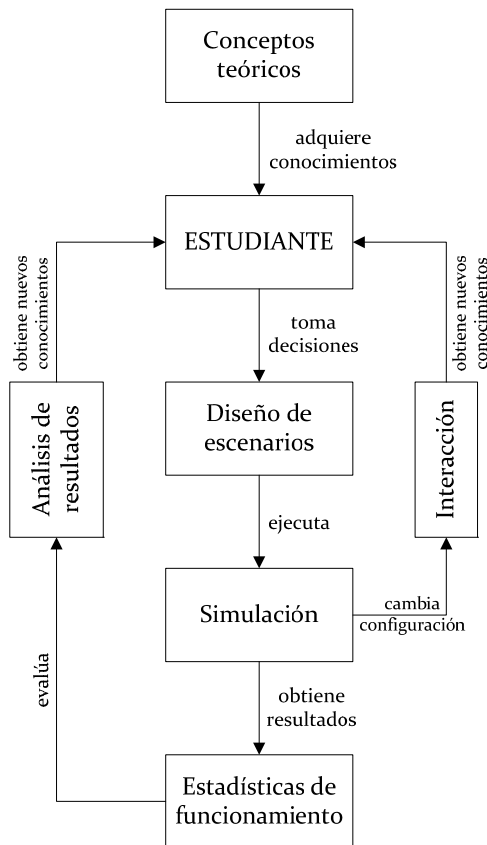 Conceptos
teóricos
adquiere
conocimientos
ESTUDIANTE
obtiene nuevos
conocimientos
obtiene nuevos
conocimientos
toma
decisiones
Análisis de
resultados
Diseño de
escenarios
Interacción
ejecuta
Simulación
cambia
configuración
evalúa
obtiene
resultados
Estadísticas de
funcionamiento